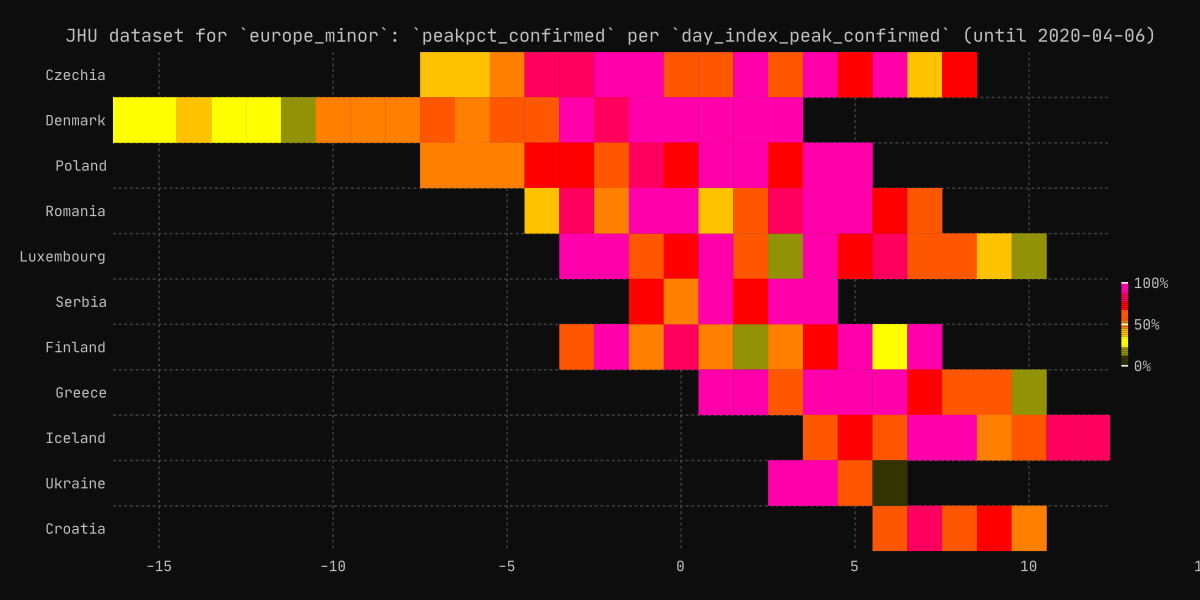 JHU dataset for `europe_minor`: `peakpct_confirmed` per `day_index_peak_confirmed` (until 2020-04-06)
Czechia
Denmark
Poland
Romania
Luxembourg
Serbia
Finland
Greece
Iceland
Ukraine
Croatia
100%
50%
0%
-15 -10 -5 0 5 10